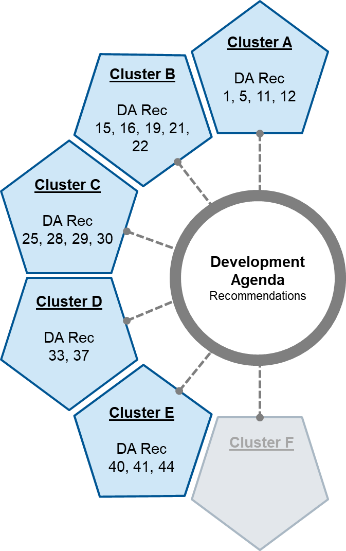 Cluster A
DA Rec
1, 5, 11, 12
Cluster B
DA Rec
15, 16, 19, 21,
22
Cluster C
DA Rec
25, 28, 29, 30
Development
Agenda
Recommendations
Cluster D
DA Rec
33, 37
Cluster E
DA Rec
40, 41, 44
Cluster F